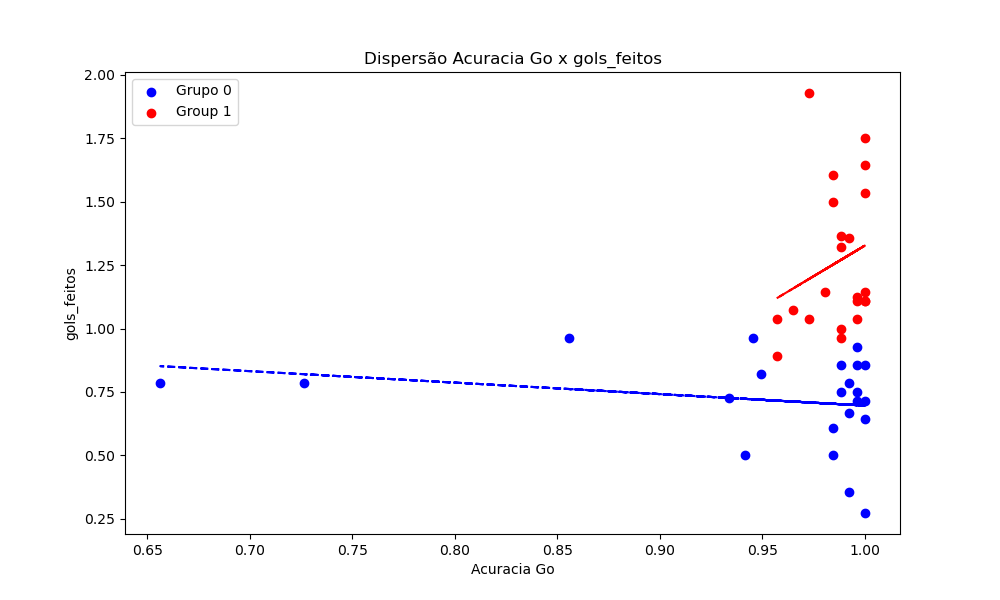 Dispersão Acuracia Go x gols_feitos
Grupo 0
Group 1
gols_feitos
2.00
1.75
1.50
1.25
1.00
0.75
0.50
0.25
0.65 0.70 0.75 0.80 0.85 0.90 0.95 1.00
Acuracia Go